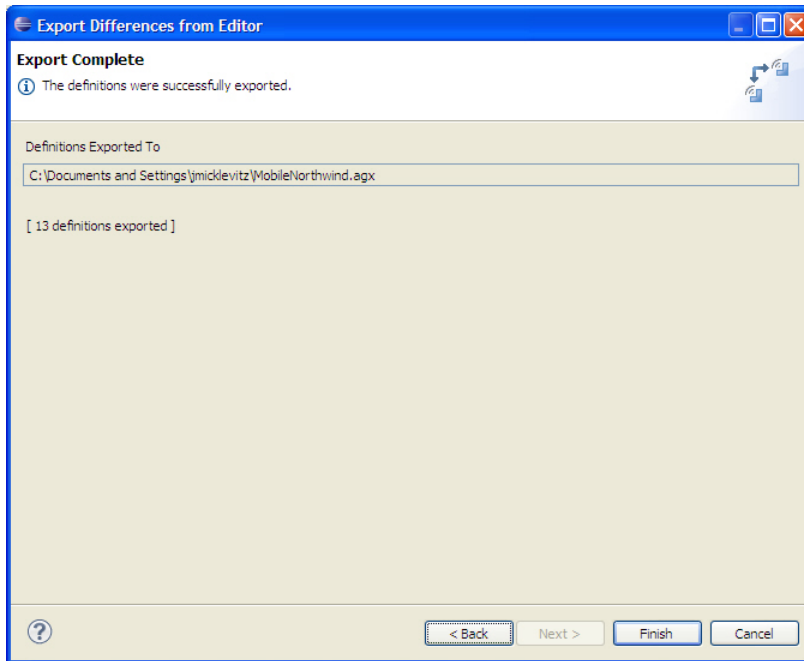 Export Differences from Editor
Export Complete
The definitions were successfully exported.
Definitions Exported To
C:\Documents and Settings\jmicklevitz\MobileNorthwind.agx
[ 13 definitions exported ]
< Back Next > Finish Cancel